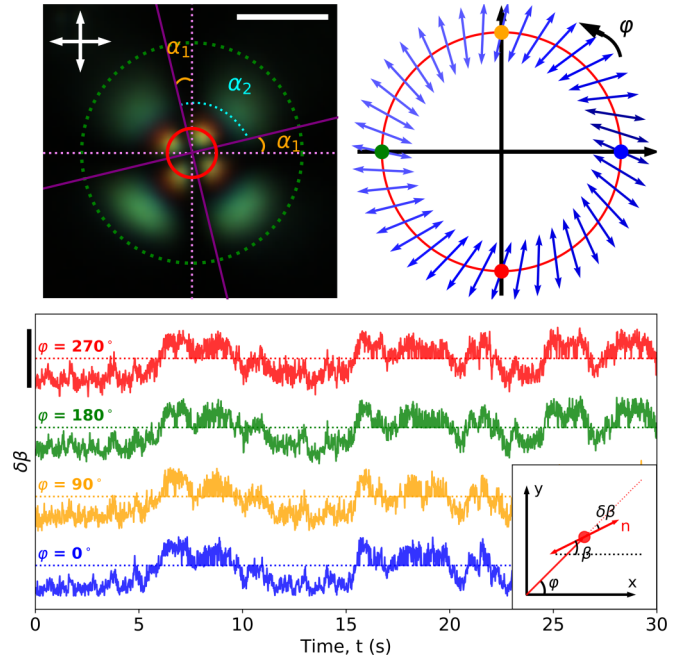 α₁
α₂
α₁
φ
φ = 270°
φ = 180°
φ = 90°
φ = 0°
δβ
y
δβ
n
β
φ
x
0 5 10 15 20 25 30
Time, t (s)